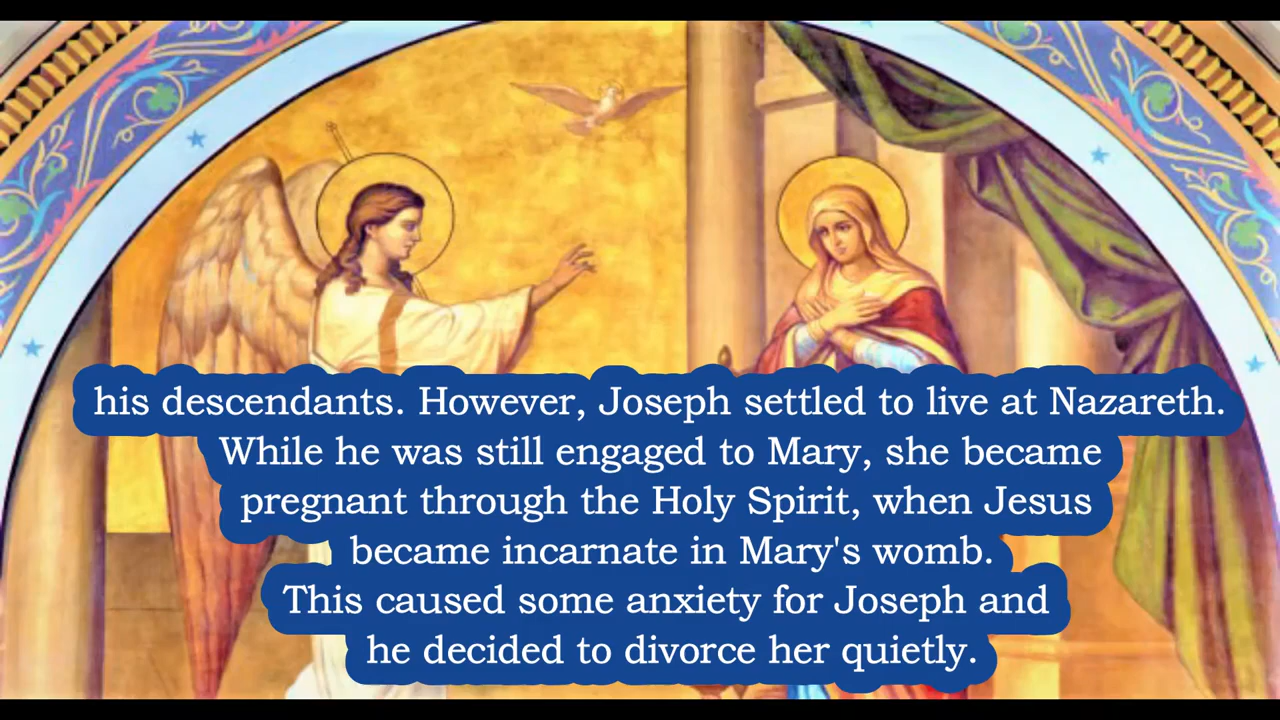 his descendants. However, Joseph settled to live at Nazareth.
While he was still engaged to Mary, she became
pregnant through the Holy Spirit, when Jesus
became incarnate in Mary's womb.
This caused some anxiety for Joseph and
he decided to divorce her quietly.